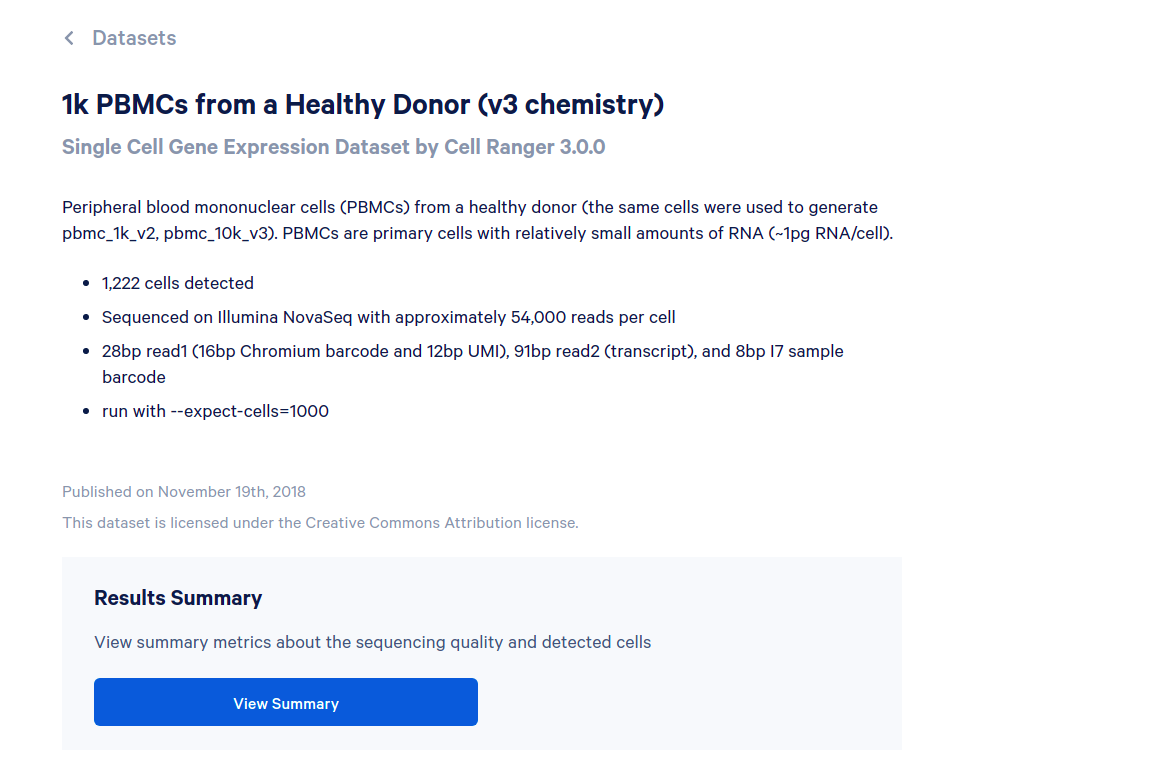 Datasets
1k PBMCs from a Healthy Donor (v3 chemistry)
Single Cell Gene Expression Dataset by Cell Ranger 3.0.0
Peripheral blood mononuclear cells (PBMCs) from a healthy donor (the same cells were used to generate
pbmc_1k_v2, pbmc_10k_v3). PBMCs are primary cells with relatively small amounts of RNA (~1pg RNA/cell).
• 1,222 cells detected
• Sequenced on Illumina NovaSeq with approximately 54,000 reads per cell
• 28bp read1 (16bp Chromium barcode and 12bp UMI), 91bp read2 (transcript), and 8bp I7 sample
barcode
• run with --expect-cells=1000
Published on November 19th, 2018
This dataset is licensed under the Creative Commons Attribution license.
Results Summary
View summary metrics about the sequencing quality and detected cells
View Summary